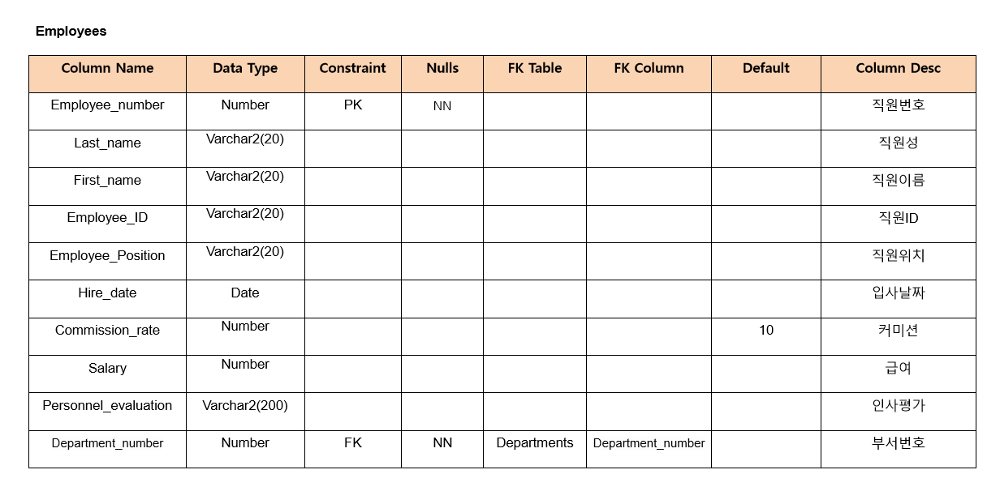 Employees
Column Name Data Type Constraint Nulls FK Table FK Column Default Column Desc
Employee_number Number PK NN 직원번호
Last_name Varchar2(20) 직원성
First_name Varchar2(20) 직원이름
Employee_ID Varchar2(20) 직원ID
Employee_Position Varchar2(20) 직원위치
Hire_date Date 입사날짜
Commission_rate Number 10 커미션
Salary Number 급여
Personnel_evaluation Varchar2(200) 인사평가
Department_number Number FK NN Departments Department_number 부서번호